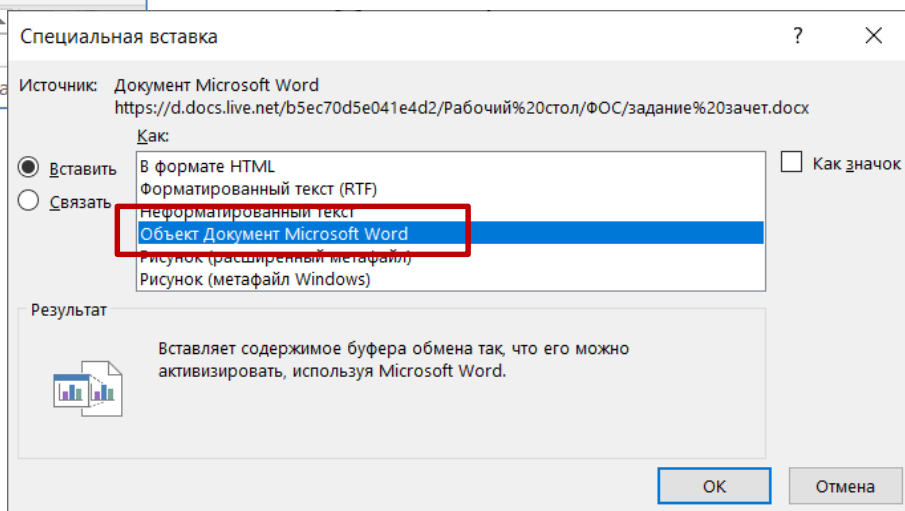 Специальная вставка
?
Источник: Документ Microsoft Word
https://d.docs.live.net/b5ec70d5e041e4d2/Рабочий%20стол/ФОС/задание%20зачет.docx
Как:
Вставить
Связать
В формате HTML
Форматированный текст (RTF)
Неформатированный текст
Объект Документ Microsoft Word
Рисунок (расширенный метафайл)
Рисунок (метафайл Windows)
Как значок
Результат
Вставляет содержимое буфера обмена так, что его можно
активизировать, используя Microsoft Word.
ОК
Отмена